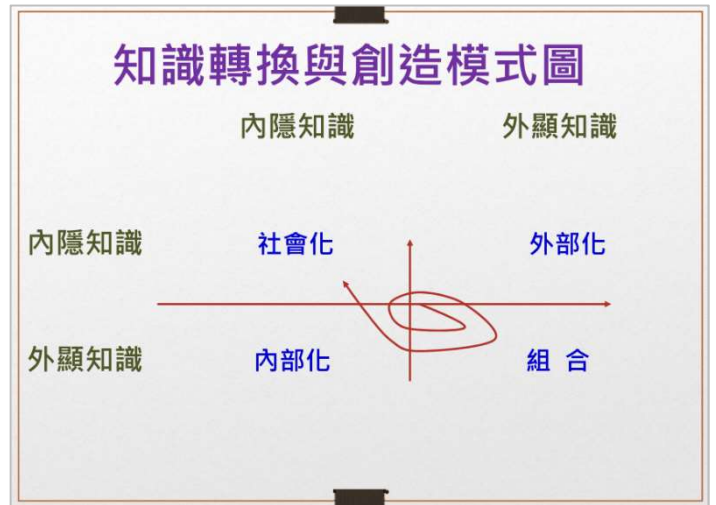 知識轉換與創造模式圖
內隱知識 外顯知識
內隱知識 社會化 外部化
外顯知識 內部化 組 合